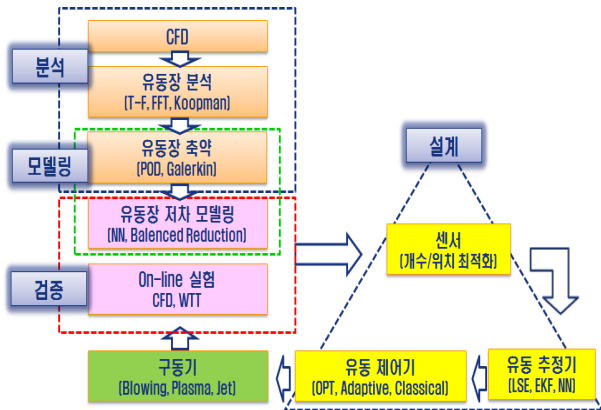 분석
CFD
유동장 분석
(T-F, FFT, Koopman)
모델링
유동장 축약
(POD, Galerkin)
유동장 저차 모델링
(NN, Balenced Reduction)
검증
On-line 실험
CFD, WTT
구동기
(Blowing, Plasma, Jet)
설계
센서
(개수/위치 최적화)
유동 제어기
(OPT, Adaptive, Classical)
유동 추정기
(LSE, EKF, NN)